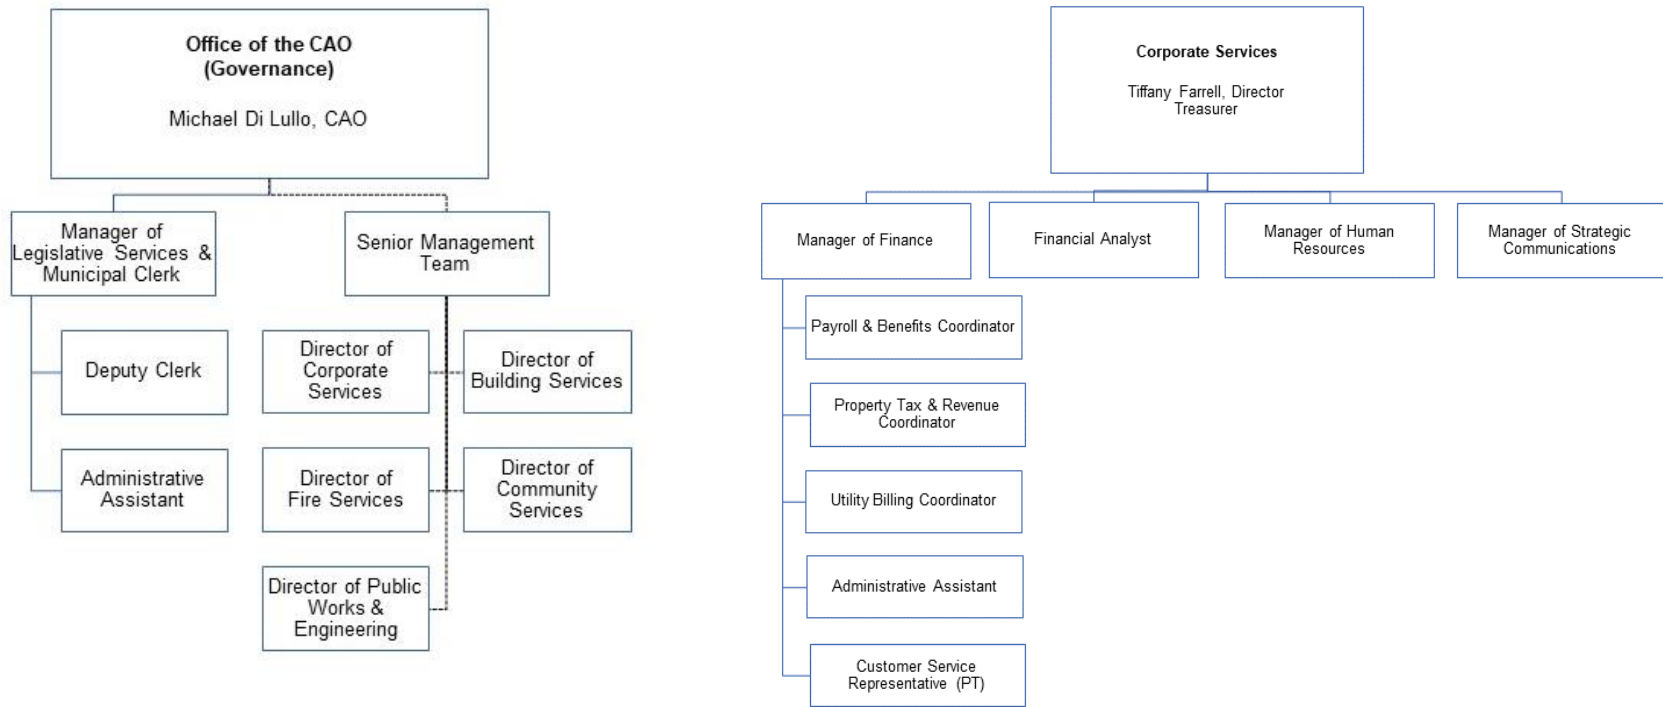 Office of the CAO
(Governance)
Michael Di Lullo, CAO
Manager of
Legislative Services &
Municipal Clerk
Senior Management
Team
Deputy Clerk
Administrative
Assistant
Director of
Corporate
Services
Director of
Building Services
Director of
Fire Services
Director of
Community
Services
Director of Public
Works &
Engineering
Corporate Services
Tiffany Farrell, Director
Treasurer
Manager of Finance
Financial Analyst
Manager of Human
Resources
Manager of Strategic
Communications
Payroll & Benefits Coordinator
Property Tax & Revenue
Coordinator
Utility Billing Coordinator
Administrative Assistant
Customer Service
Representative (PT)